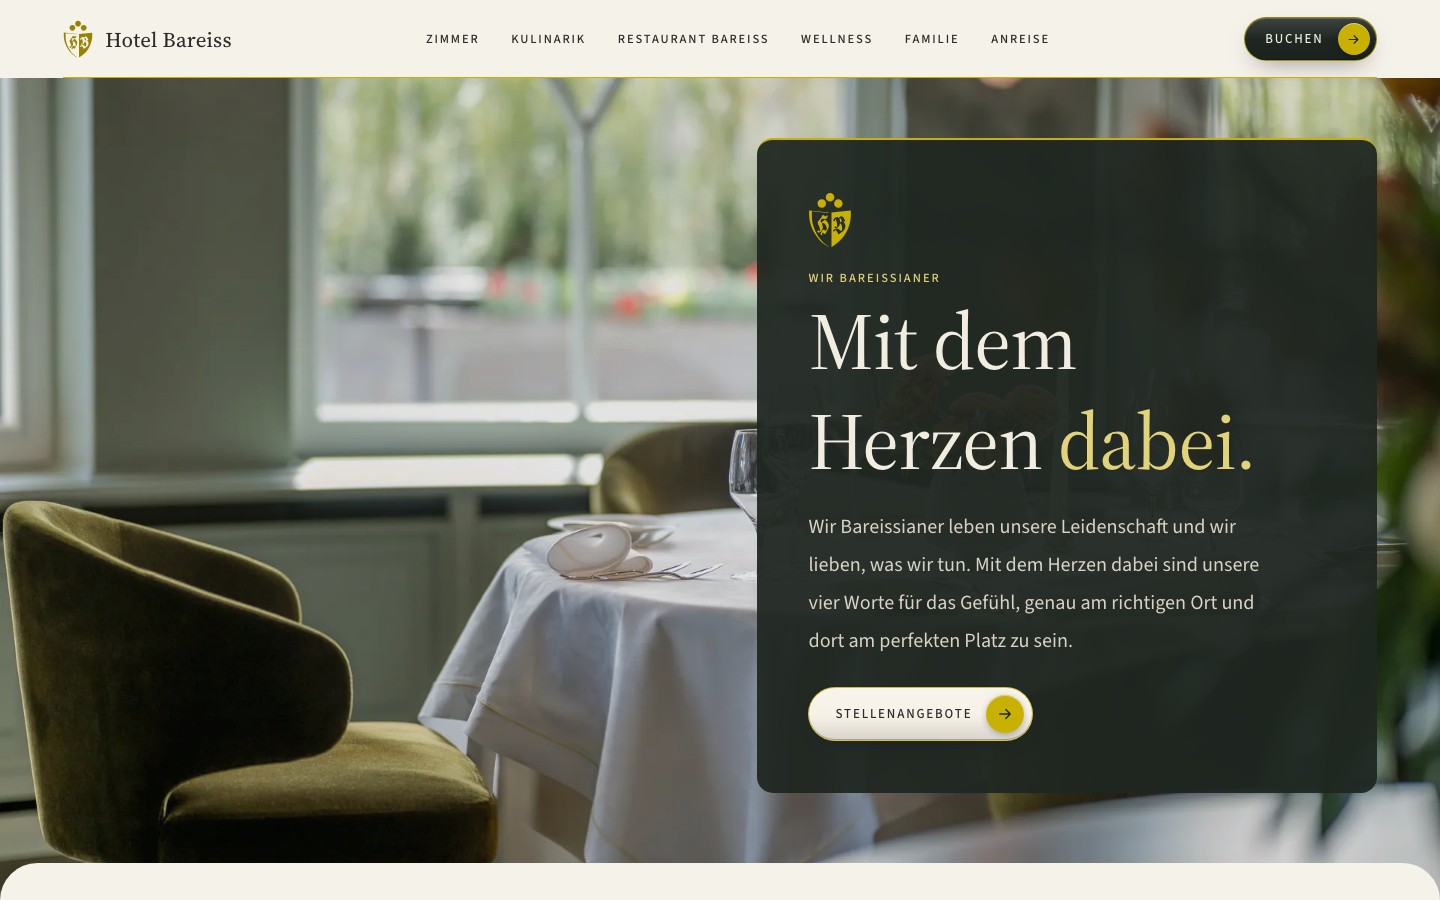 Hotel Bareiss
ZIMMER KULINARIK RESTAURANT BAREISS WELLNESS FAMILIE ANREISE
BUCHEN
WIR BAREISSIANER
Mit dem
Herzen dabei.
Wir Bareissianer leben unsere Leidenschaft und wir
lieben, was wir tun. Mit dem Herzen dabei sind unsere
vier Worte für das Gefühl, genau am richtigen Ort und
dort am perfekten Platz zu sein.
STELLENANGEBOTE